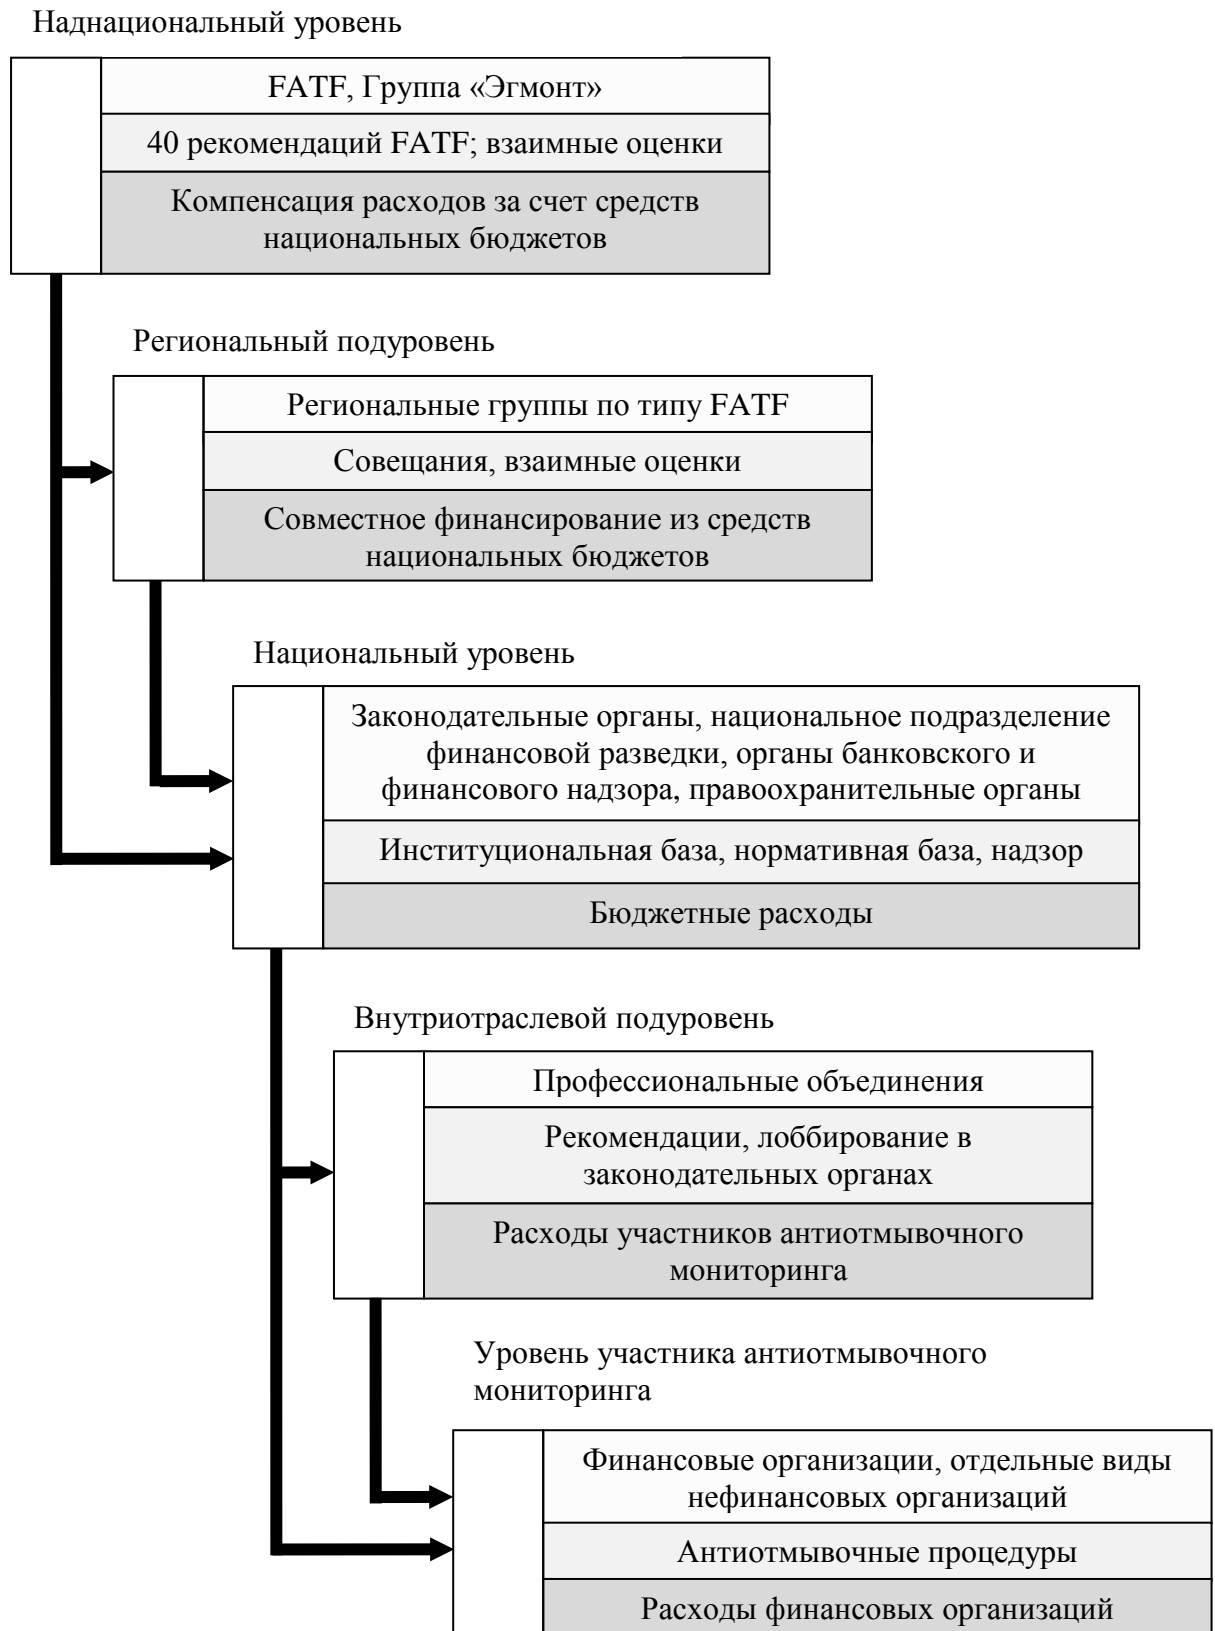 Наднациональный уровень
FATF, Группа «Эгмонт»
40 рекомендаций FATF; взаимные оценки
Компенсация расходов за счет средств
национальных бюджетов
Региональный подуровень
Региональные группы по типу FATF
Совещания, взаимные оценки
Совместное финансирование из средств
национальных бюджетов
Национальный уровень
Законодательные органы, национальное подразделение
финансовой разведки, органы банковского и
финансового надзора, правоохранительные органы
Институциональная база, нормативная база, надзор
Бюджетные расходы
Внутриотраслевой подуровень
Профессиональные объединения
Рекомендации, лоббирование в
законодательных органах
Расходы участников антиотмывочного
мониторинга
Уровень участника антиотмывочного
мониторинга
Финансовые организации, отдельные виды
нефинансовых организаций
Антиотмывочные процедуры
Расходы финансовых организаций